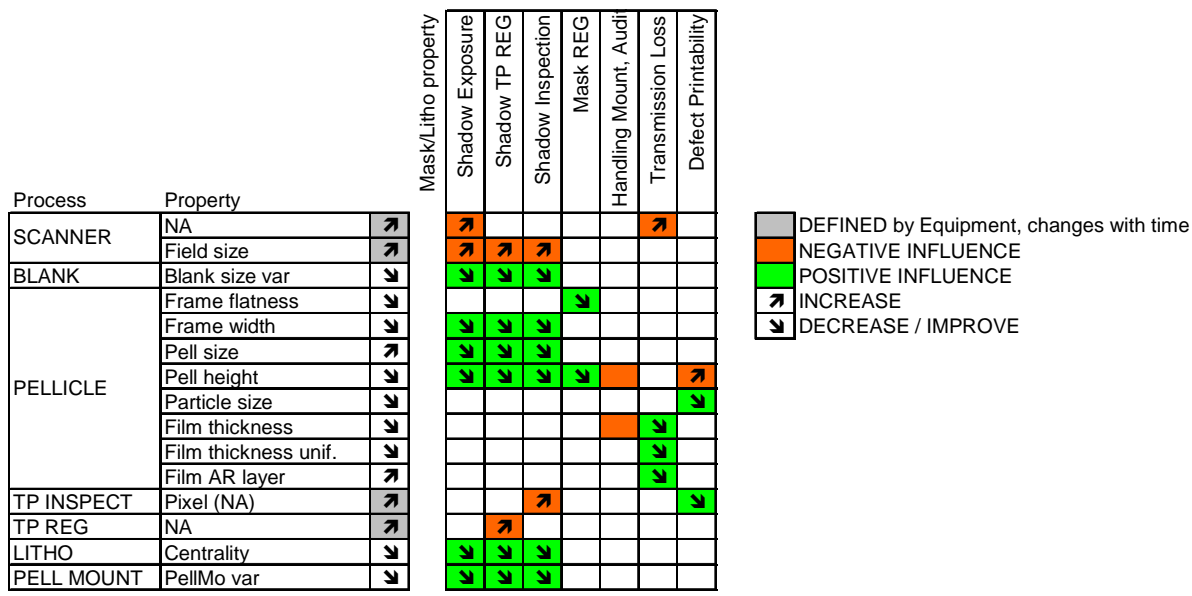 Mask/Litho property
Shadow Exposure
Shadow TP REG
Shadow Inspection
Mask REG
Handling Mount, Audit
Transmission Loss
Defect Printability
Process Property
SCANNER
NA
Field size
BLANK Blank size var
PELLICLE
Frame flatness
Frame width
Pell size
Pell height
Particle size
Film thickness
Film thickness unif.
Film AR layer
TP INSPECT Pixel (NA)
TP REG NA
LITHO Centrality
PELL MOUNT PellMo var
DEFINED by Equipment, changes with time
NEGATIVE INFLUENCE
POSITIVE INFLUENCE
INCREASE
DECREASE / IMPROVE